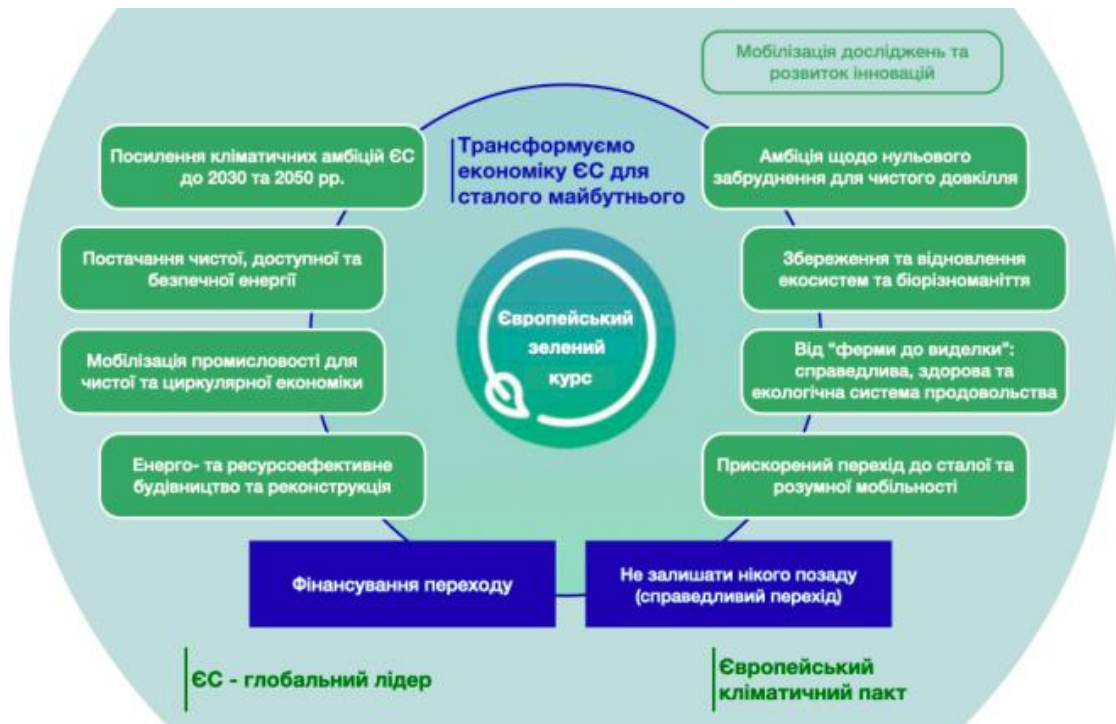 Мобілізація досліджень та
розвиток інновацій
Трансформуємо
економіку ЄС для
сталого майбутнього
Посилення кліматичних амбіцій ЄС
до 2030 та 2050 рр.
Амбіція щодо нульового
забруднення для чистого довкілля
Постачання чистої, доступної та
безпечної енергії
Збереження та відновлення
екосистем та біорізноманіття
Європейський
зелений
курс
Мобілізація промисловості для
чистої та циркулярної економіки
Від “ферми до виделки”:
справедлива, здорова та
екологічна система продовольства
Енерго- та ресурсоефективне
будівництво та реконструкція
Прискорений перехід до сталої та
розумної мобільності
Фінансування переходу
Не залишати нікого позаду
(справедливий перехід)
ЄС - глобальний лідер
Європейський
кліматичний пакт